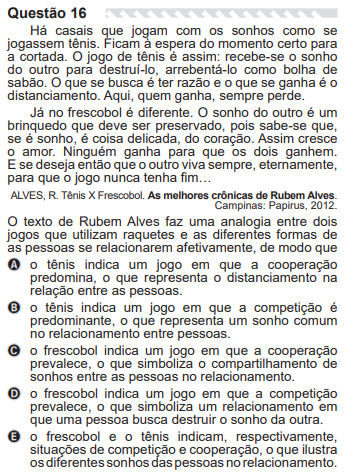 Questão 16
Há casais que jogam com os sonhos como se
jogassem tênis. Ficam à espera do momento certo para
a cortada. O jogo de tênis é assim: recebe-se o sonho
do outro para destruí-lo, arrebentá-lo como bolha de
sabão. O que se busca é ter razão e o que se ganha é o
distanciamento. Aqui, quem ganha, sempre perde.
Já no frescobol é diferente. O sonho do outro é um
brinquedo que deve ser preservado, pois sabe-se que,
se é sonho, é coisa delicada, do coração. Assim cresce
o amor. Ninguém ganha para que os dois ganhem.
E se deseja então que o outro viva sempre, eternamente,
para que o jogo nunca tenha fim…
ALVES, R. Tênis X Frescobol. As melhores crônicas de Rubem Alves.
Campinas: Papirus, 2012.
O texto de Rubem Alves faz uma analogia entre dois
jogos que utilizam raquetes e as diferentes formas de
as pessoas se relacionarem afetivamente, de modo que
A o tênis indica um jogo em que a cooperação
predomina, o que representa o distanciamento na
relação entre as pessoas.
B o tênis indica um jogo em que a competição é
predominante, o que representa um sonho comum
no relacionamento entre pessoas.
C o frescobol indica um jogo em que a cooperação
prevalece, o que simboliza o compartilhamento de
sonhos entre as pessoas no relacionamento.
D o frescobol indica um jogo em que a competição
prevalece, o que simboliza um relacionamento em
que uma pessoa busca destruir o sonho da outra.
E o frescobol e o tênis indicam, respectivamente,
situações de competição e cooperação, o que ilustra
os diferentes sonhos das pessoas no relacionamento.